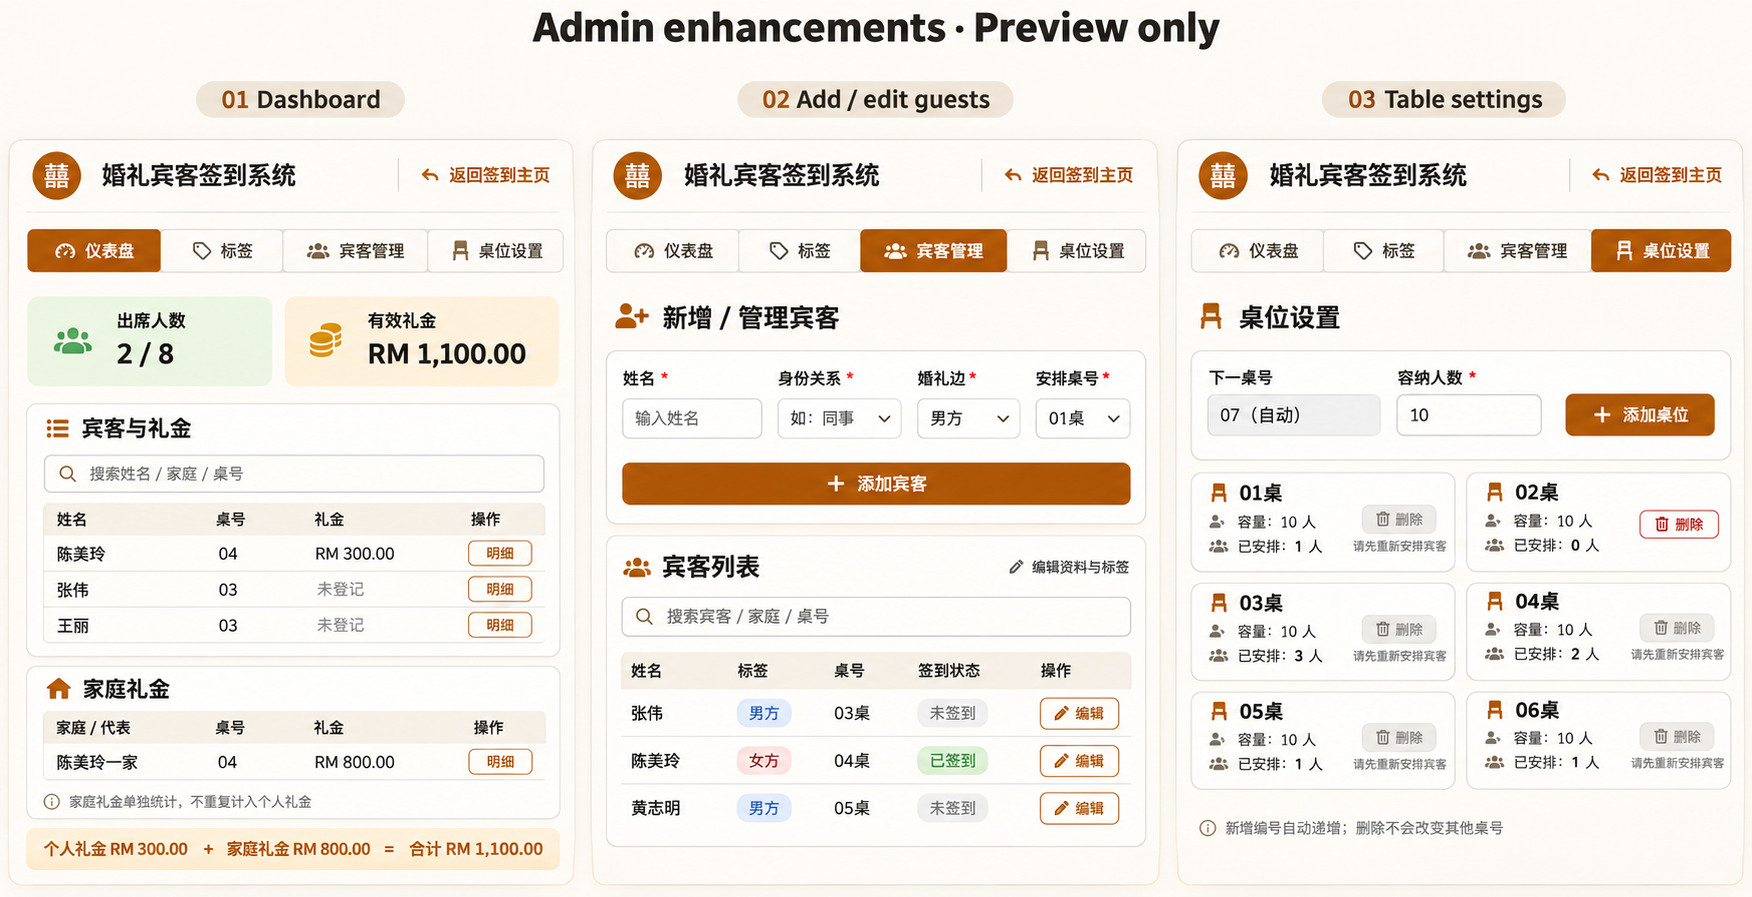 Admin enhancements · Preview only
01 Dashboard
囍 婚礼宾客签到系统 返回签到主页
仪表盘 标签 宾客管理 桌位设置
出席人数
2 / 8
有效礼金
RM 1,100.00
宾客与礼金
搜索姓名 / 家庭 / 桌号
姓名 桌号 礼金 操作
陈美玲 04 RM 300.00 明细
张伟 03 未登记 明细
王丽 03 未登记 明细
家庭礼金
家庭 / 代表 桌号 礼金 操作
陈美玲一家 04 RM 800.00 明细
家庭礼金单独统计，不重复计入个人礼金
个人礼金 RM 300.00 + 家庭礼金 RM 800.00 = 合计 RM 1,100.00
02 Add / edit guests
囍 婚礼宾客签到系统 返回签到主页
仪表盘 标签 宾客管理 桌位设置
新增 / 管理宾客
姓名 * 身份关系 * 婚礼边 * 安排桌号 *
输入姓名 如：同事 男方 01桌
+ 添加宾客
宾客列表 编辑资料与标签
搜索宾客 / 家庭 / 桌号
姓名 标签 桌号 签到状态 操作
张伟 男方 03桌 未签到 编辑
陈美玲 女方 04桌 已签到 编辑
黄志明 男方 05桌 未签到 编辑
03 Table settings
囍 婚礼宾客签到系统 返回签到主页
仪表盘 标签 宾客管理 桌位设置
桌位设置
下一桌号 容纳人数 *
07（自动） 10 + 添加桌位
01桌
容量：10 人 删除
已安排：1 人 请先重新安排宾客
02桌
容量：10 人 删除
已安排：0 人
03桌
容量：10 人 删除
已安排：3 人 请先重新安排宾客
04桌
容量：10 人 删除
已安排：2 人 请先重新安排宾客
05桌
容量：10 人 删除
已安排：1 人 请先重新安排宾客
06桌
容量：10 人 删除
已安排：1 人 请先重新安排宾客
新增编号自动递增；删除不会改变其他桌号